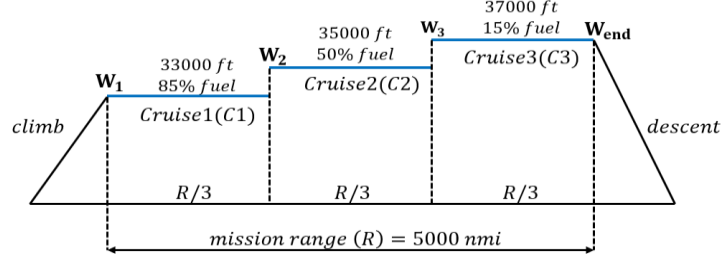 37000 ft
15% fuel
35000 ft
50% fuel
33000 ft
85% fuel
W1
W2
W3
Wend
Cruise1(C1)
Cruise2(C2)
Cruise3(C3)
climb
descent
R/3
R/3
R/3
mission range (R) = 5000 nmi